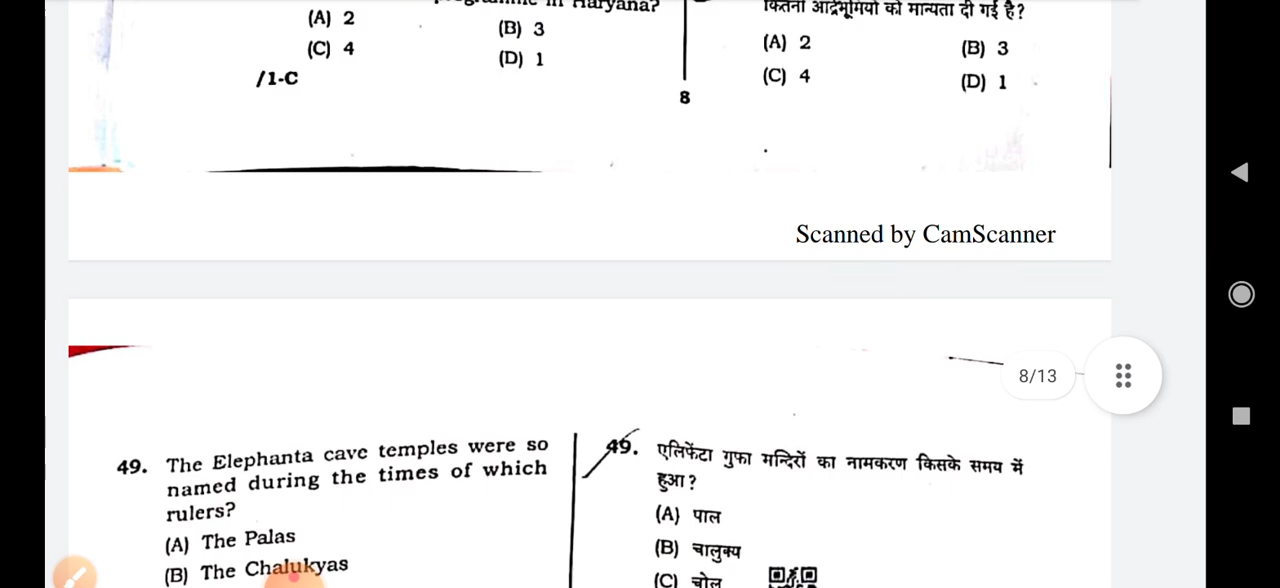 in Haryana?
(A) 2
(B) 3
(C) 4
(D) 1
/1-C
8
कितनी आर्द्रभूमियों को मान्यता दी गई है?
(A) 2
(B) 3
(C) 4
(D) 1
Scanned by CamScanner
8/13
49. The Elephanta cave temples were so
named during the times of which
rulers?
(A) The Palas
(B) The Chalukyas
49. एलिफेंटा गुफा मन्दिरों का नामकरण किसके समय में
हुआ?
(A) पाल
(B) चालुक्य
(C) चोल